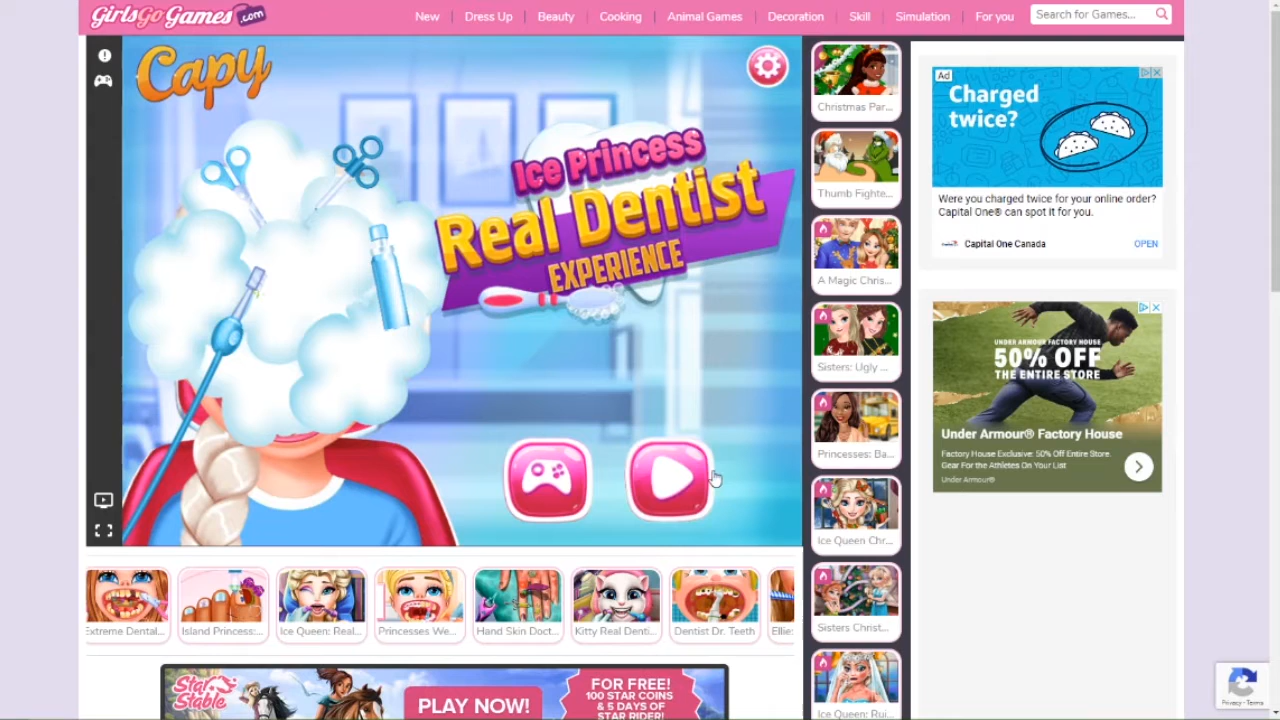 GirlsGoGames.com
New
Dress Up
Beauty
Cooking
Animal Games
Decoration
Skill
Simulation
For you
Search for Games...
Capy
Ice Princess
Real Dentist
EXPERIENCE
Christmas Par...
Thumb Fighte...
A Magic Chris...
Sisters: Ugly ...
Princesses: Ba...
Ice Queen Chr...
Sisters Christ...
Ice Queen: Rui...
Ad
Charged
twice?
Were you charged twice for your online order?
Capital One® can spot it for you.
Capital One Canada
OPEN
UNDER ARMOUR FACTORY HOUSE
50% OFF
THE ENTIRE STORE
Under Armour® Factory House
Factory House Exclusive: 50% Off Entire Store.
Gear For the Athletes On Your List
Under Armour®
Extreme Dental...
Island Princess:...
Ice Queen: Real...
Princesses We...
Hand Skin Doct...
Kitty Real Denti...
Dentist Dr. Teeth
Ellie:
Star
Stable
PLAY NOW!
FOR FREE!
100 STAR COINS
& 5 DAYS OF
STAR RIDER!
Privacy - Terms